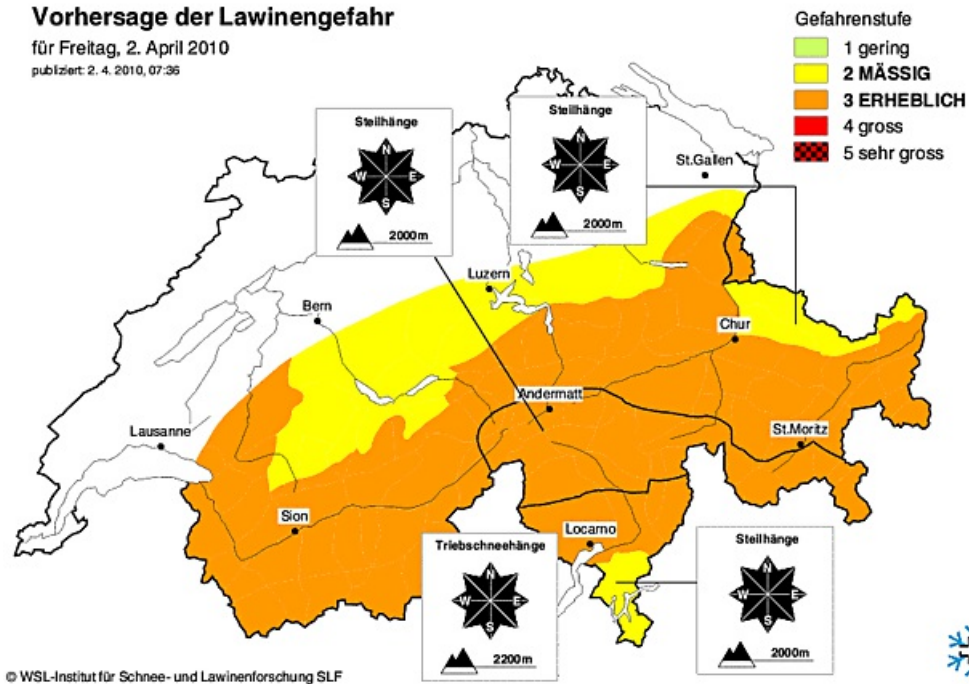 Vorhersage der Lawinengefahr
für Freitag, 2. April 2010
publiziert: 2. 4. 2010, 07:36
Gefahrenstufe
1 gering
2 MÄSSIG
3 ERHEBLICH
4 gross
5 sehr gross
Steilhänge
N
W E
S
2000m
Steilhänge
N
W E
S
2000m
St.Gallen
Luzern
Bern
Chur
Andermatt
Lausanne
St.Moritz
Sion
Locarno
Triebschneehänge
N
W E
S
2200m
Steilhänge
N
W E
S
2000m
© WSL-Institut für Schnee- und Lawinenforschung SLF